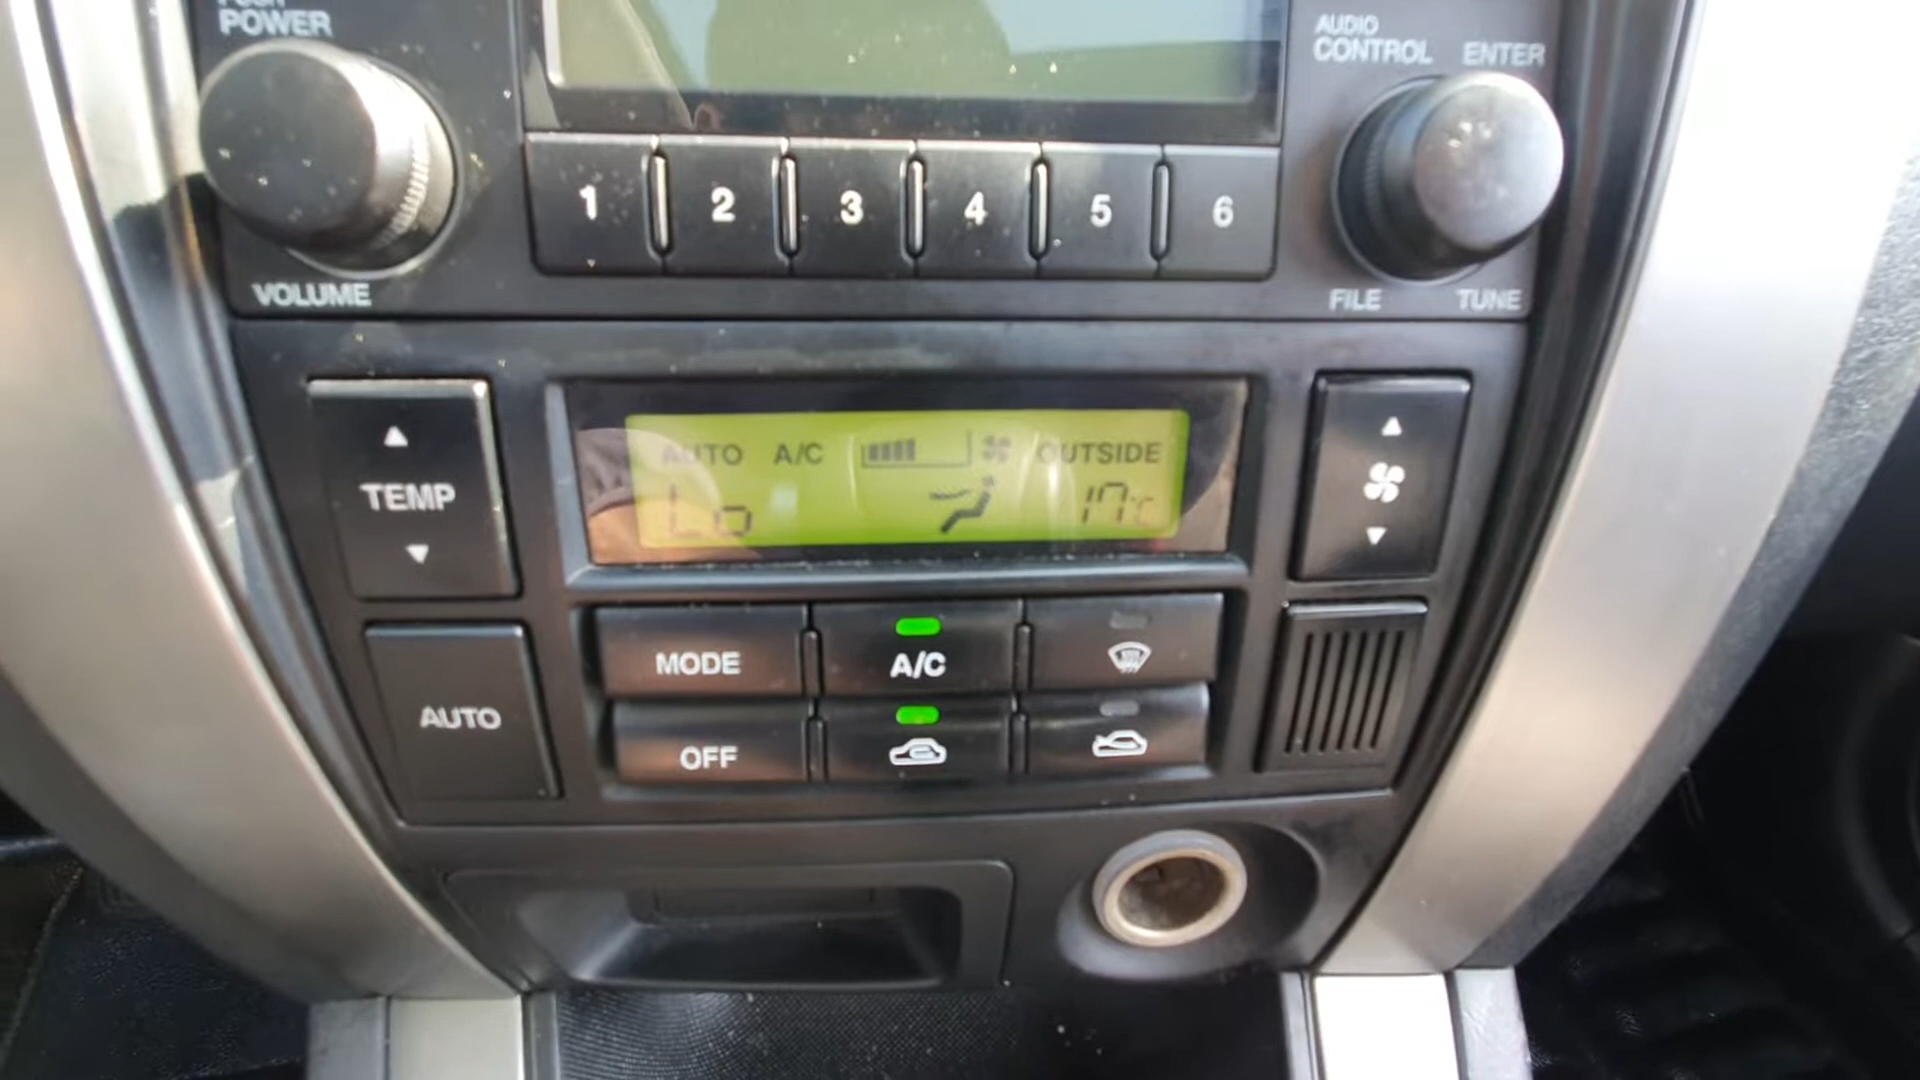 PUSH
POWER
AUDIO
CONTROL
ENTER
1 2 3 4 5 6
VOLUME
FILE
TUNE
TEMP
AUTO A/C OUTSIDE
Lo 17°C
MODE
A/C
AUTO
OFF